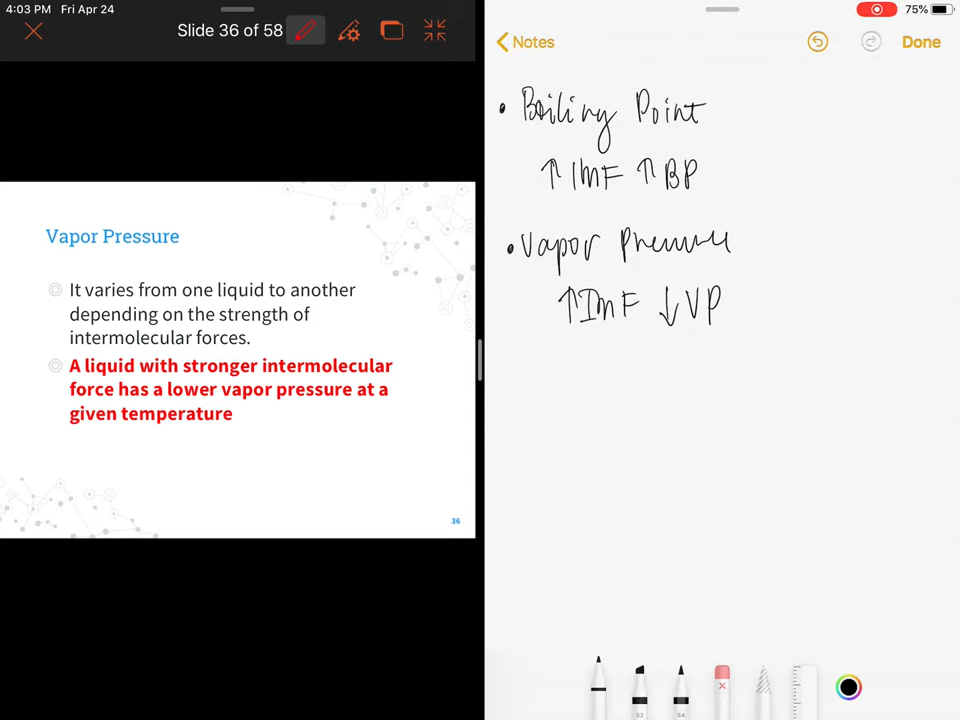 4:03 PM Fri Apr 24
Slide 36 of 58
75%
Notes
Done
Vapor Pressure
It varies from one liquid to another
depending on the strength of
intermolecular forces.
A liquid with stronger intermolecular
force has a lower vapor pressure at a
given temperature
36
• Boiling Point
↑ IMF ↑ BP
• Vapor Pressure
↑ IMF ↓ VP
52
54